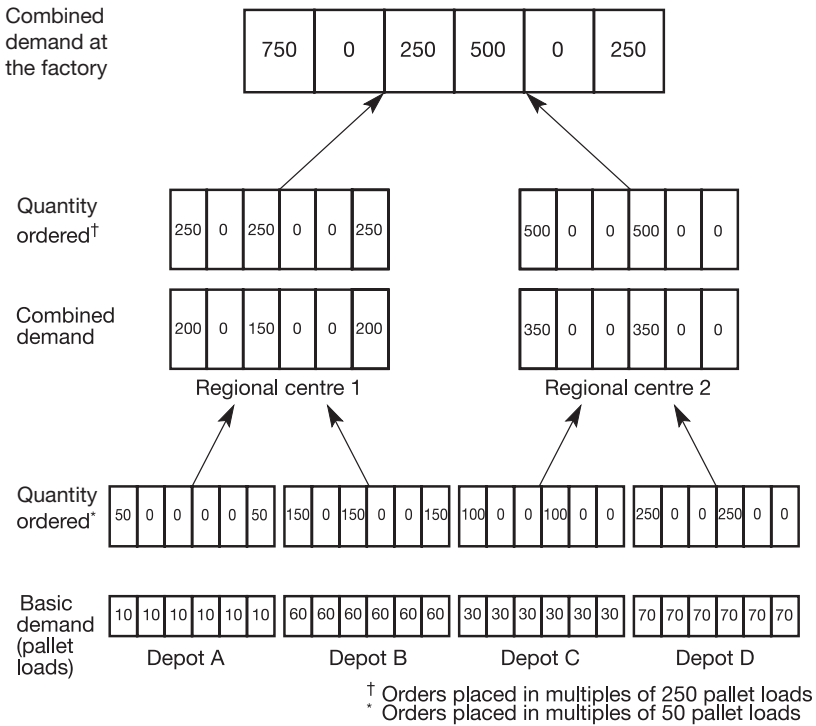 Combined
demand at
the factory
750 0 250 500 0 250
Quantity
ordered†
250 0 250 0 0 250
500 0 0 500 0 0
Combined
demand
200 0 150 0 0 200
350 0 0 350 0 0
Regional centre 1
Regional centre 2
Quantity
ordered*
50 0 0 0 0 50
150 0 150 0 0 150
100 0 0 100 0 0
250 0 0 250 0 0
Basic
demand
(pallet
loads)
10 10 10 10 10 10
60 60 60 60 60 60
30 30 30 30 30 30
70 70 70 70 70 70
Depot A
Depot B
Depot C
Depot D
† Orders placed in multiples of 250 pallet loads
* Orders placed in multiples of 50 pallet loads